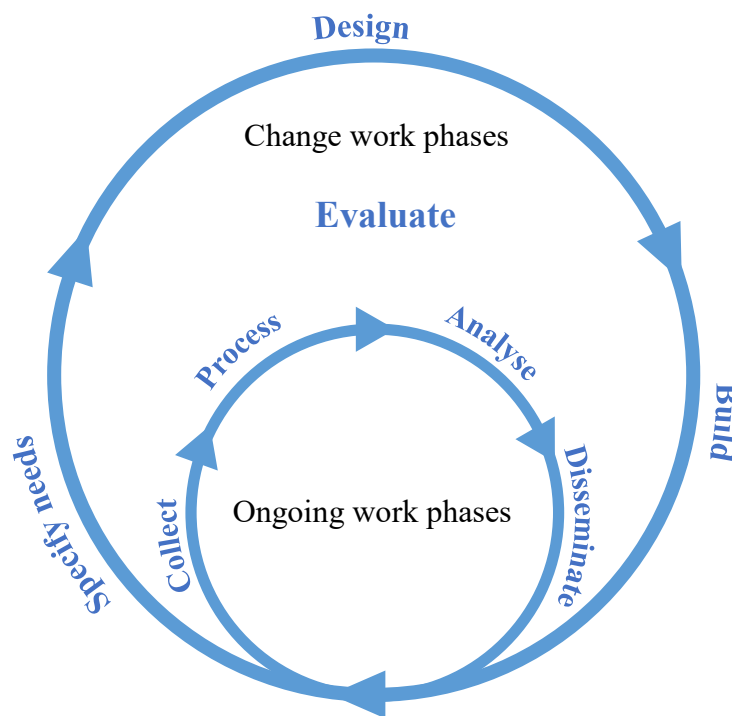 Design
Change work phases
Evaluate
Process
Analyse
Build
Specify needs
Collect
Ongoing work phases
Disseminate